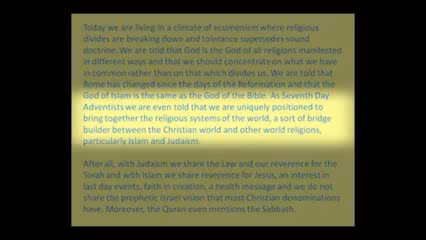 Today we are living in a climate of ecumenism where religious
divides are breaking down and tolerance supersedes sound
doctrine. We are told that God is the God of all religions manifested
in different ways and that we should concentrate on what we have
in common rather than on that which divides us. We are told that
Rome has changed since the days of the Reformation and that the
God of Islam is the same as the God of the Bible. As Seventh Day
Adventists we are even told that we are uniquely positioned to
bring together the religious systems of the world, a sort of bridge
builder between the Christian world and other world religions,
particularly Islam and Judaism.
After all, with Judaism we share the Law and our reverence for the
Torah and with Islam we share reverence for Jesus, an interest in
last day events, faith in creation, a health message and we do not
share the prophetic Israel vision that most Christian denominations
have. Moreover, the Quran even mentions the Sabbath.